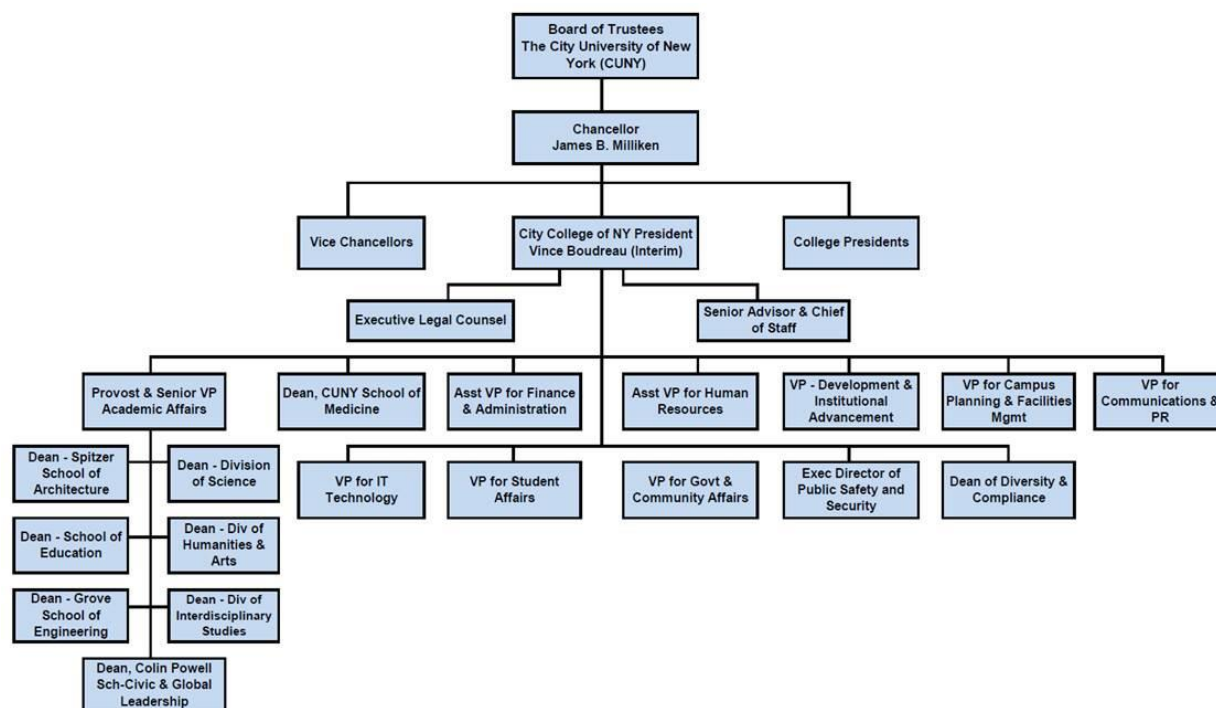 Board of Trustees
The City University of New
York (CUNY)
Chancellor
James B. Milliken
Vice Chancellors
City College of NY President
Vince Boudreau (Interim)
College Presidents
Executive Legal Counsel
Senior Advisor & Chief
of Staff
Provost & Senior VP
Academic Affairs
Dean, CUNY School of
Medicine
Asst VP for Finance
& Administration
Asst VP for Human
Resources
VP - Development &
Institutional
Advancement
VP for Campus
Planning & Facilities
Mgmt
VP for
Communications &
PR
Dean - Spitzer
School of
Architecture
Dean - Division
of Science
VP for IT
Technology
VP for Student
Affairs
VP for Govt &
Community Affairs
Exec Director of
Public Safety and
Security
Dean of Diversity &
Compliance
Dean - School of
Education
Dean - Div of
Humanities &
Arts
Dean - Grove
School of
Engineering
Dean - Div of
Interdisciplinary
Studies
Dean, Colin Powell
Sch-Civic & Global
Leadership